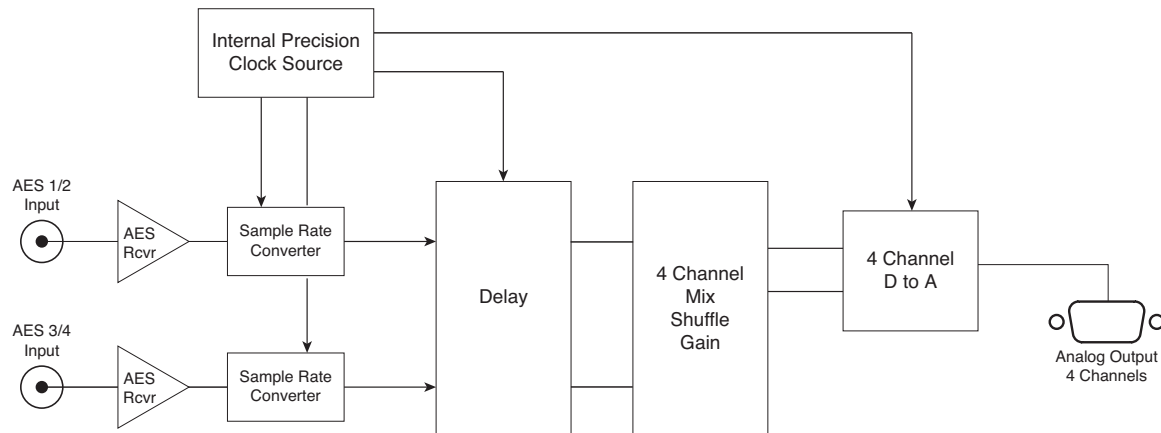 Internal Precision
Clock Source
AES 1/2
Input
AES
Rcvr
Sample Rate
Converter
Delay
4 Channel
Mix
Shuffle
Gain
4 Channel
D to A
AES 3/4
Input
AES
Rcvr
Sample Rate
Converter
Analog Output
4 Channels